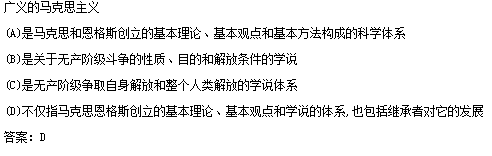 广义的马克思主义
(A)是马克思和恩格斯创立的基本理论、基本观点和基本方法构成的科学体系
(B)是关于无产阶级斗争的性质、目的和解放条件的学说
(C)是无产阶级争取自身解放和整个人类解放的学说体系
(D)不仅指马克思恩格斯创立的基本理论、基本观点和学说的体系,也包括继承者对它的发展
答案：D